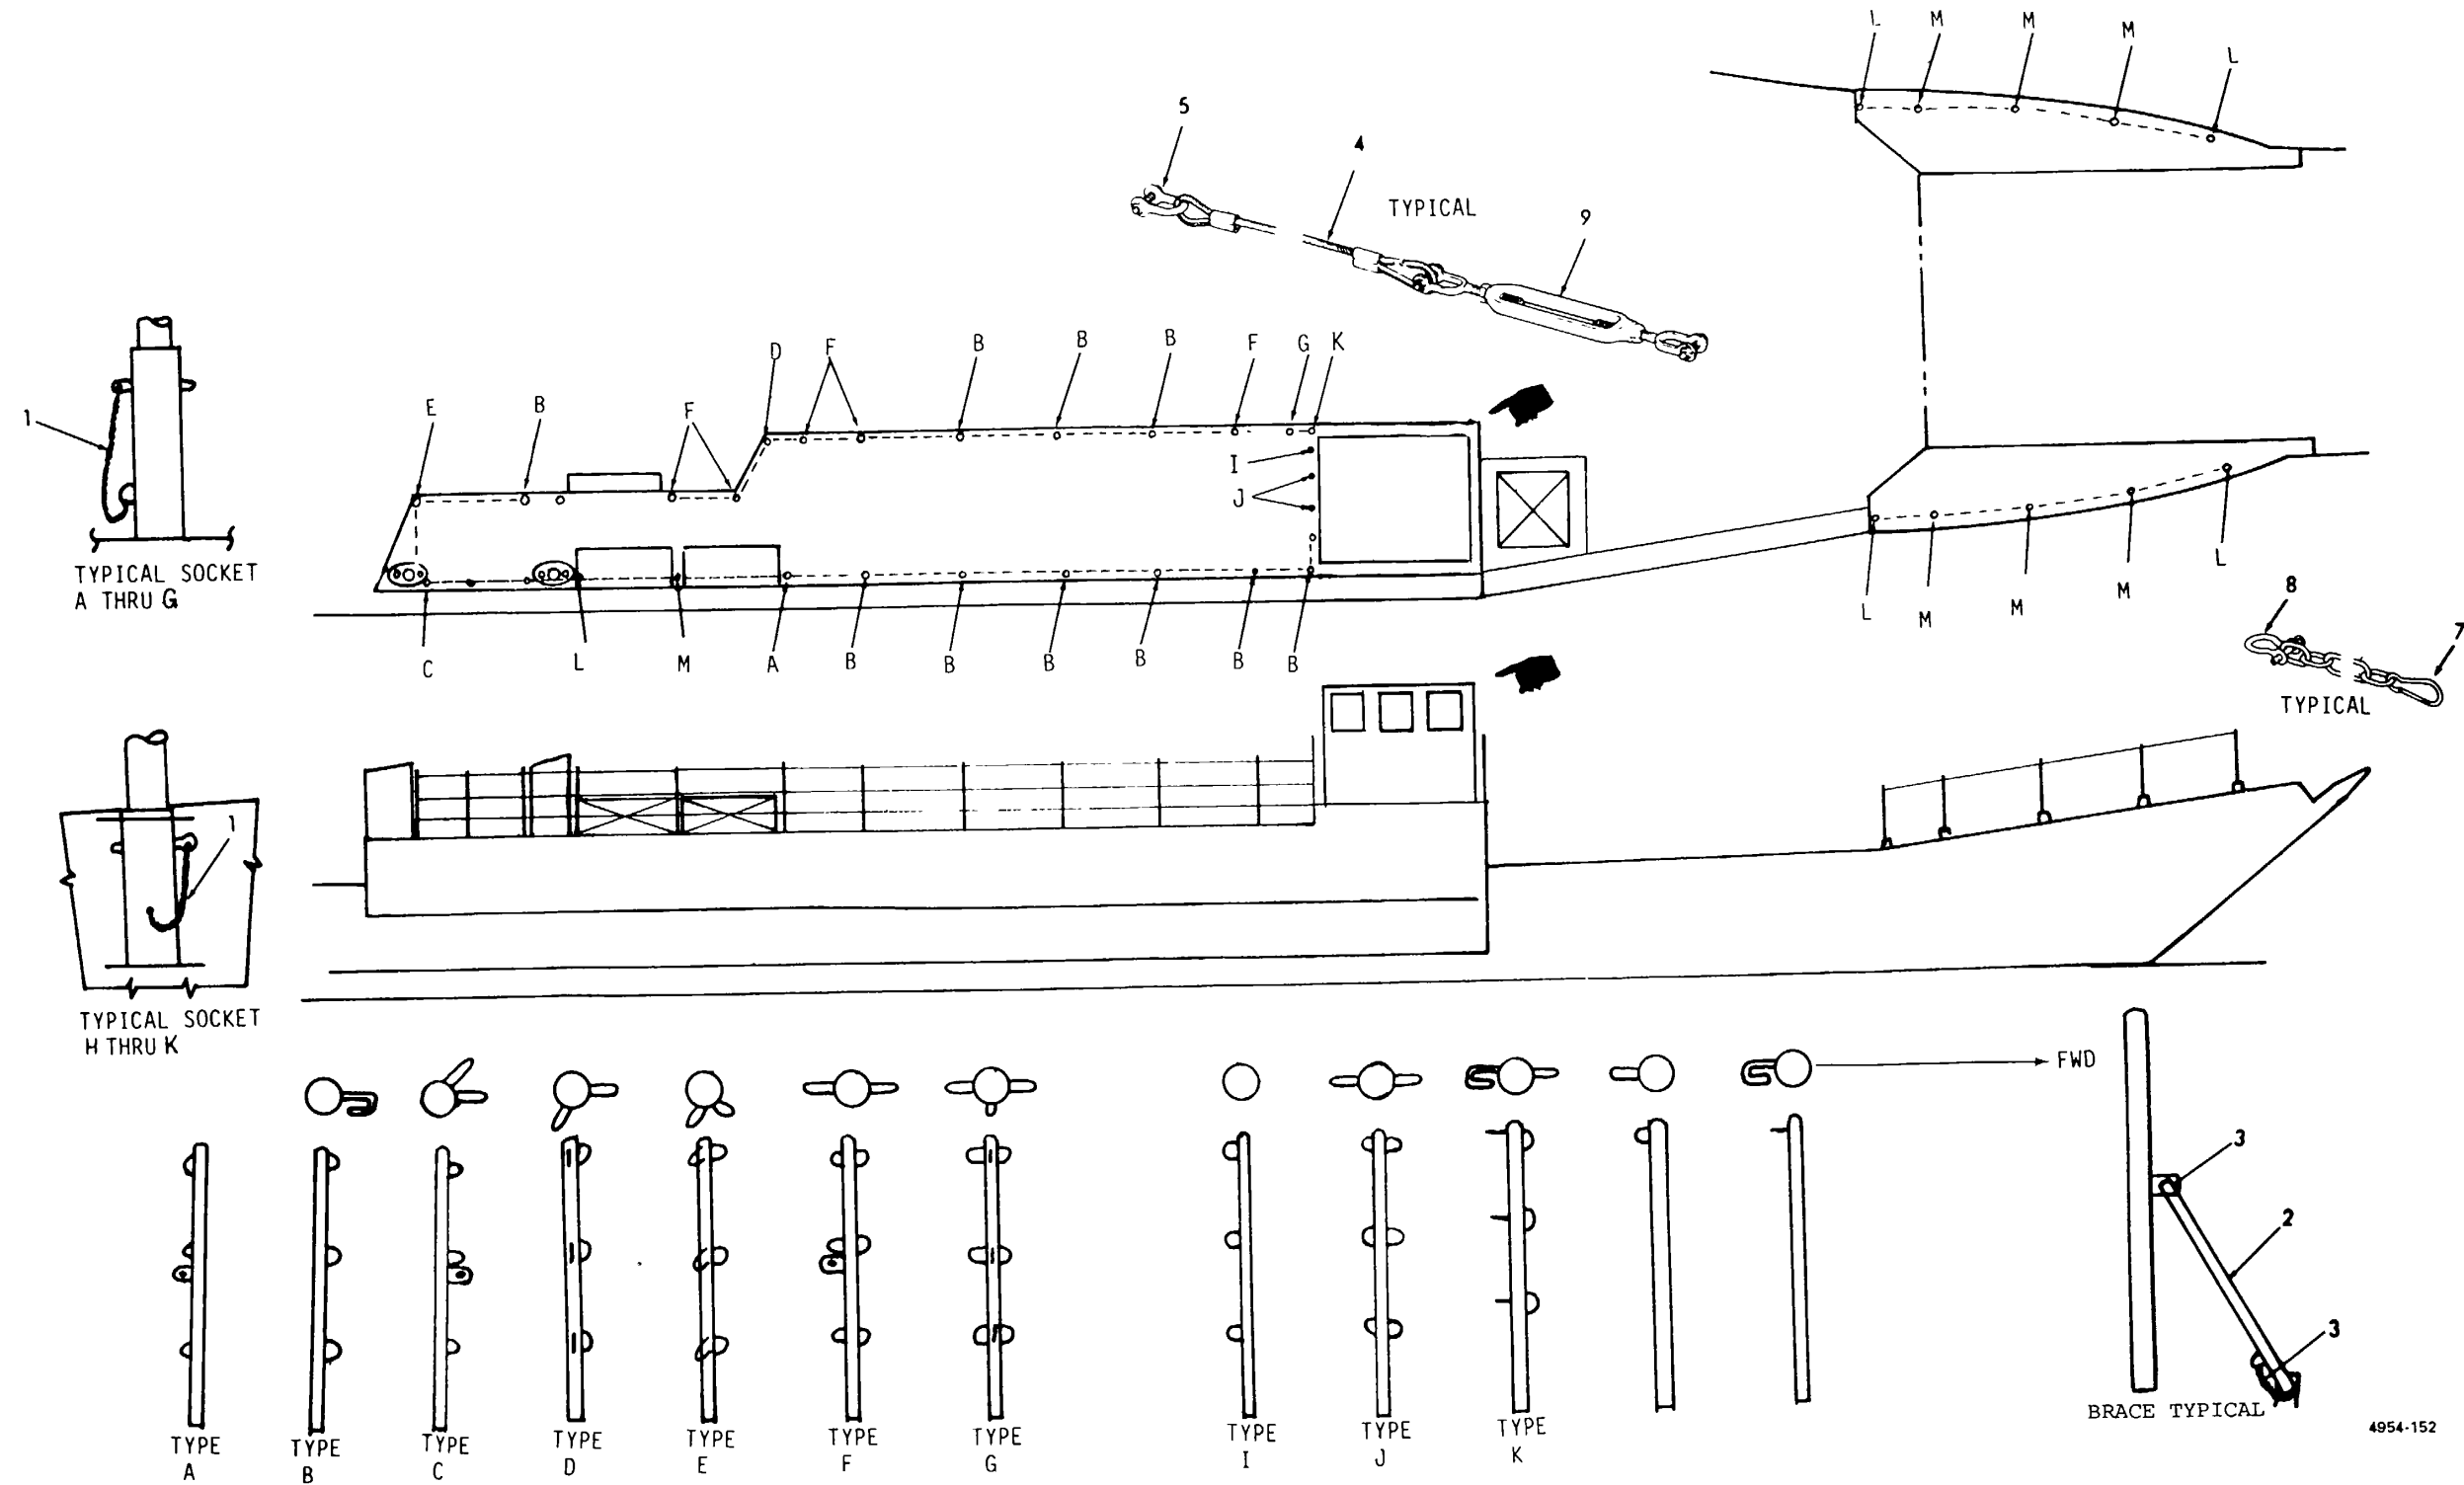 L M M M L
5 4 TYPICAL 9
1
TYPICAL SOCKET
A THRU G
E B F D F B B B F G K
I
J
C L M A B B B B B B
L M M M L
8
7
TYPICAL
1
TYPICAL SOCKET
H THRU K
FWD
3
2
3
BRACE TYPICAL
TYPE
A
TYPE
B
TYPE
C
TYPE
D
TYPE
E
TYPE
F
TYPE
G
TYPE
I
TYPE
J
TYPE
K
4954-152